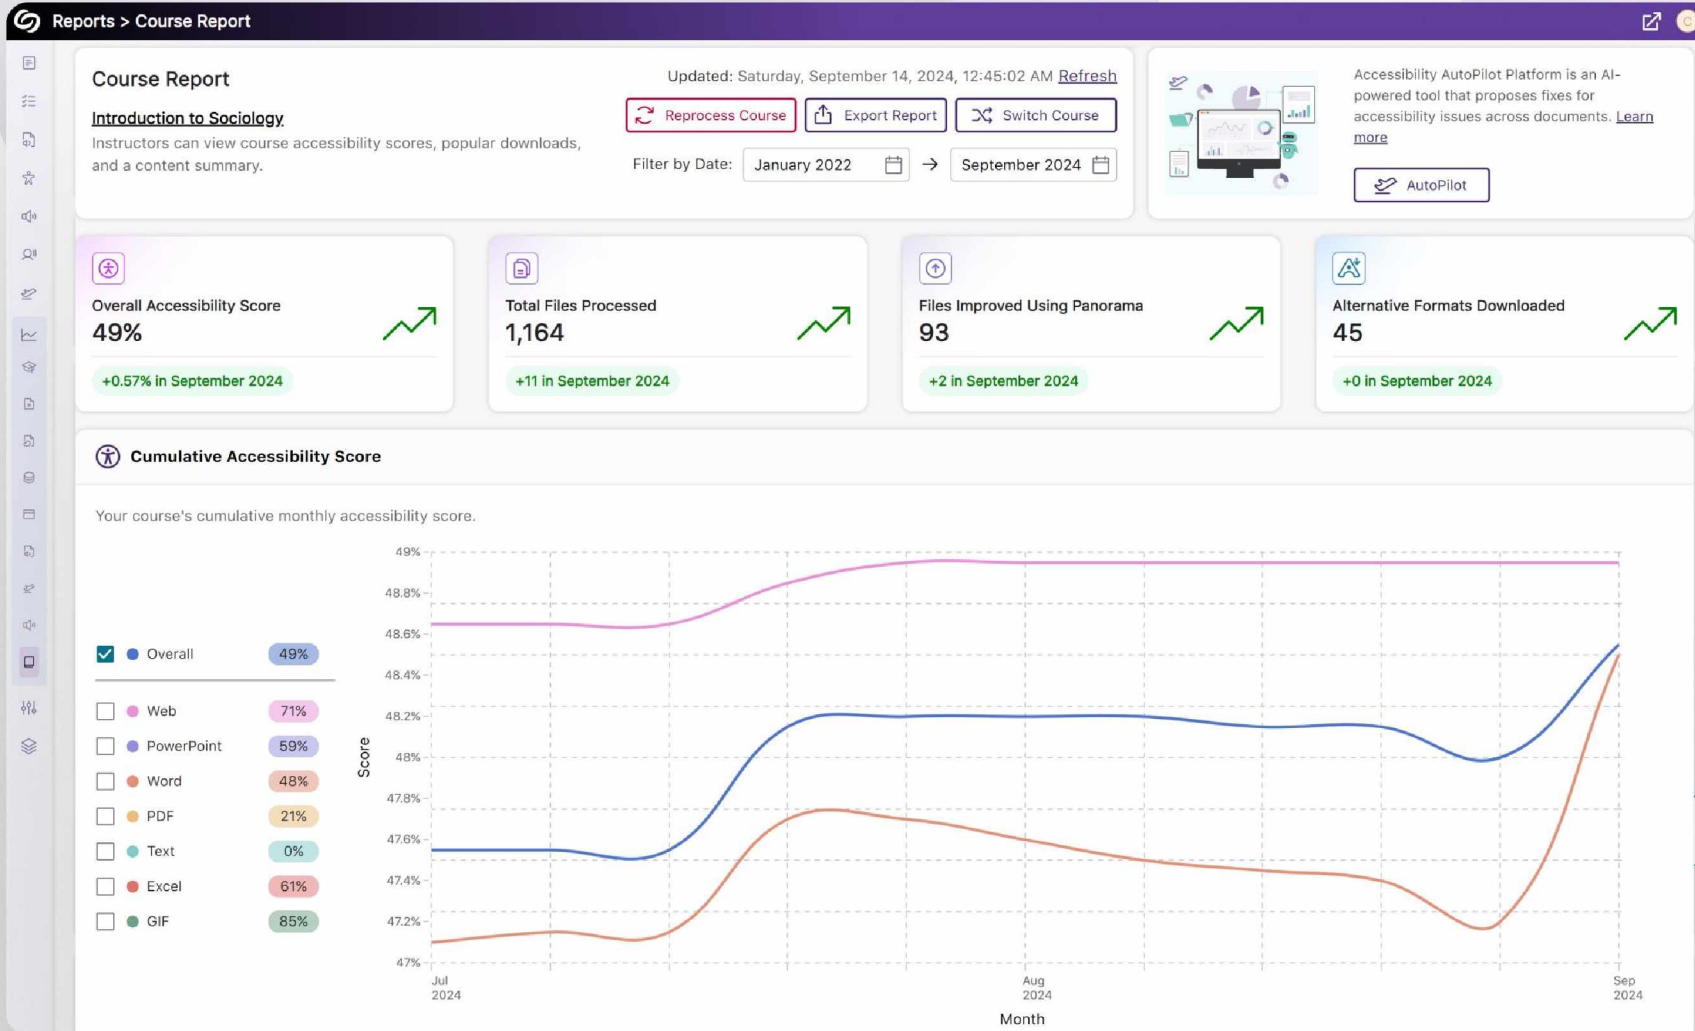 Reports > Course Report
C
Course Report
Updated: Saturday, September 14, 2024, 12:45:02 AM Refresh
Reprocess Course
Export Report
Switch Course
Introduction to Sociology
Instructors can view course accessibility scores, popular downloads,
and a content summary.
Filter by Date: January 2022 → September 2024
Accessibility AutoPilot Platform is an AI-
powered tool that proposes fixes for
accessibility issues across documents. Learn
more
AutoPilot
Overall Accessibility Score
49%
+0.57% in September 2024
Total Files Processed
1,164
+11 in September 2024
Files Improved Using Panorama
93
+2 in September 2024
Alternative Formats Downloaded
45
+0 in September 2024
Cumulative Accessibility Score
Your course's cumulative monthly accessibility score.
Overall 49%
Web 71%
PowerPoint 59%
Word 48%
PDF 21%
Text 0%
Excel 61%
GIF 85%
Score
49%
48.8%
48.6%
48.4%
48.2%
48%
47.8%
47.6%
47.4%
47.2%
47%
Jul
2024
Aug
2024
Sep
2024
Month